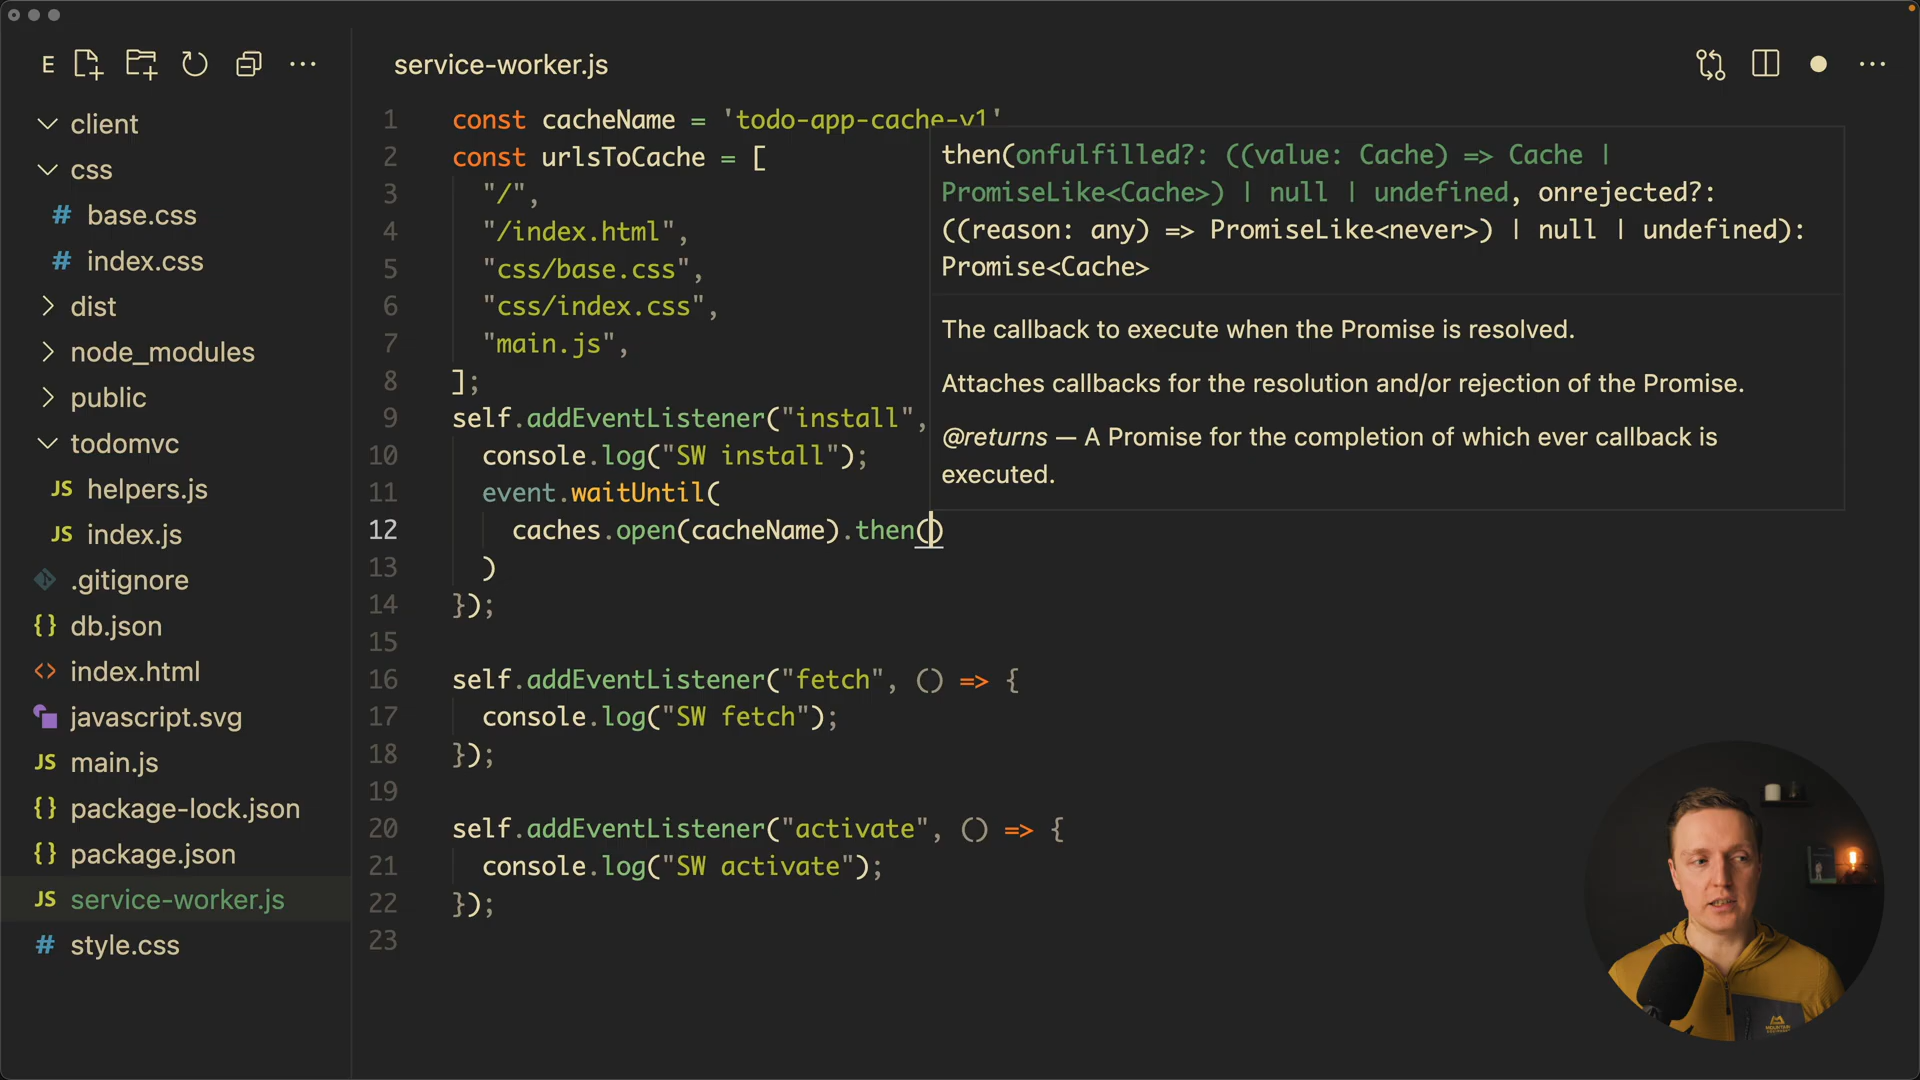 E
service-worker.js
client
css
# base.css
# index.css
dist
node_modules
public
todomvc
JS helpers.js
JS index.js
.gitignore
{} db.json
<> index.html
javascript.svg
JS main.js
{} package-lock.json
{} package.json
JS service-worker.js
# style.css
1 const cacheName = 'todo-app-cache-v1'
2 const urlsToCache = [
3 "/",
4 "/index.html",
5 "css/base.css",
6 "css/index.css",
7 "main.js",
8 ];
9 self.addEventListener("install",
10 console.log("SW install");
11 event.waitUntil(
12 caches.open(cacheName).then()
13 )
14 });
15
16 self.addEventListener("fetch", () => {
17 console.log("SW fetch");
18 });
19
20 self.addEventListener("activate", () => {
21 console.log("SW activate");
22 });
23
then(onfulfilled?: ((value: Cache) => Cache |
PromiseLike<Cache>) | null | undefined, onrejected?:
((reason: any) => PromiseLike<never>) | null | undefined):
Promise<Cache>
The callback to execute when the Promise is resolved.
Attaches callbacks for the resolution and/or rejection of the Promise.
@returns — A Promise for the completion of which ever callback is
executed.